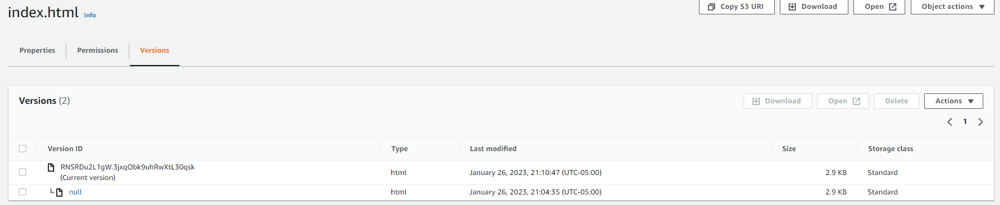 index.html Info
Copy S3 URI
Download
Open
Object actions
Properties
Permissions
Versions
Versions (2)
Download
Open
Delete
Actions
1
Version ID
Type
Last modified
Size
Storage class
RNSRDu2L1gW.3jxqObk9uhRwXtL30qsk
(Current version)
html
January 26, 2023, 21:10:47 (UTC-05:00)
2.9 KB
Standard
null
html
January 26, 2023, 21:04:35 (UTC-05:00)
2.9 KB
Standard